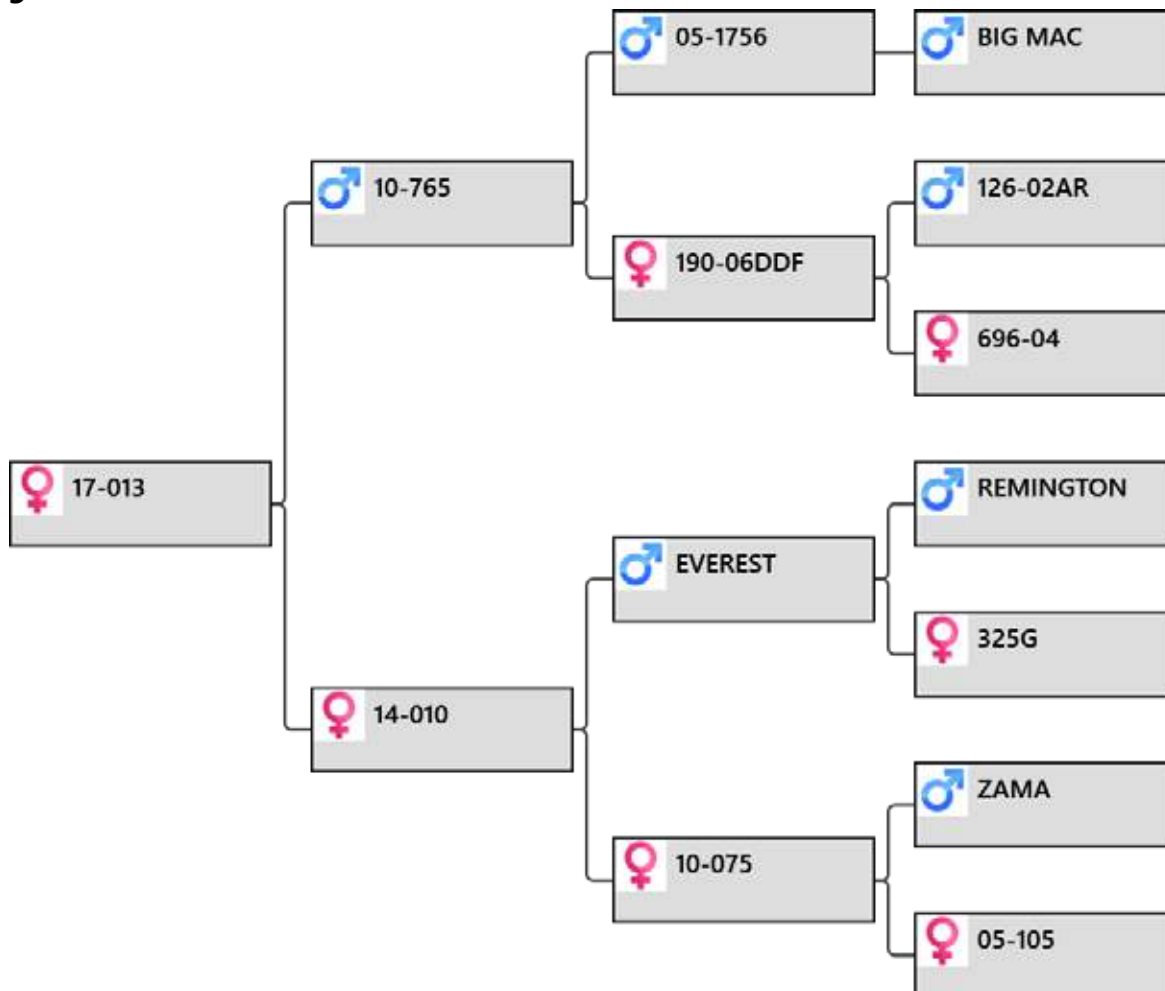 05-1756
BIG MAC
10-765
126-02AR
190-06DDF
696-04
17-013
REMINGTON
EVEREST
325G
14-010
ZAMA
10-075
05-105